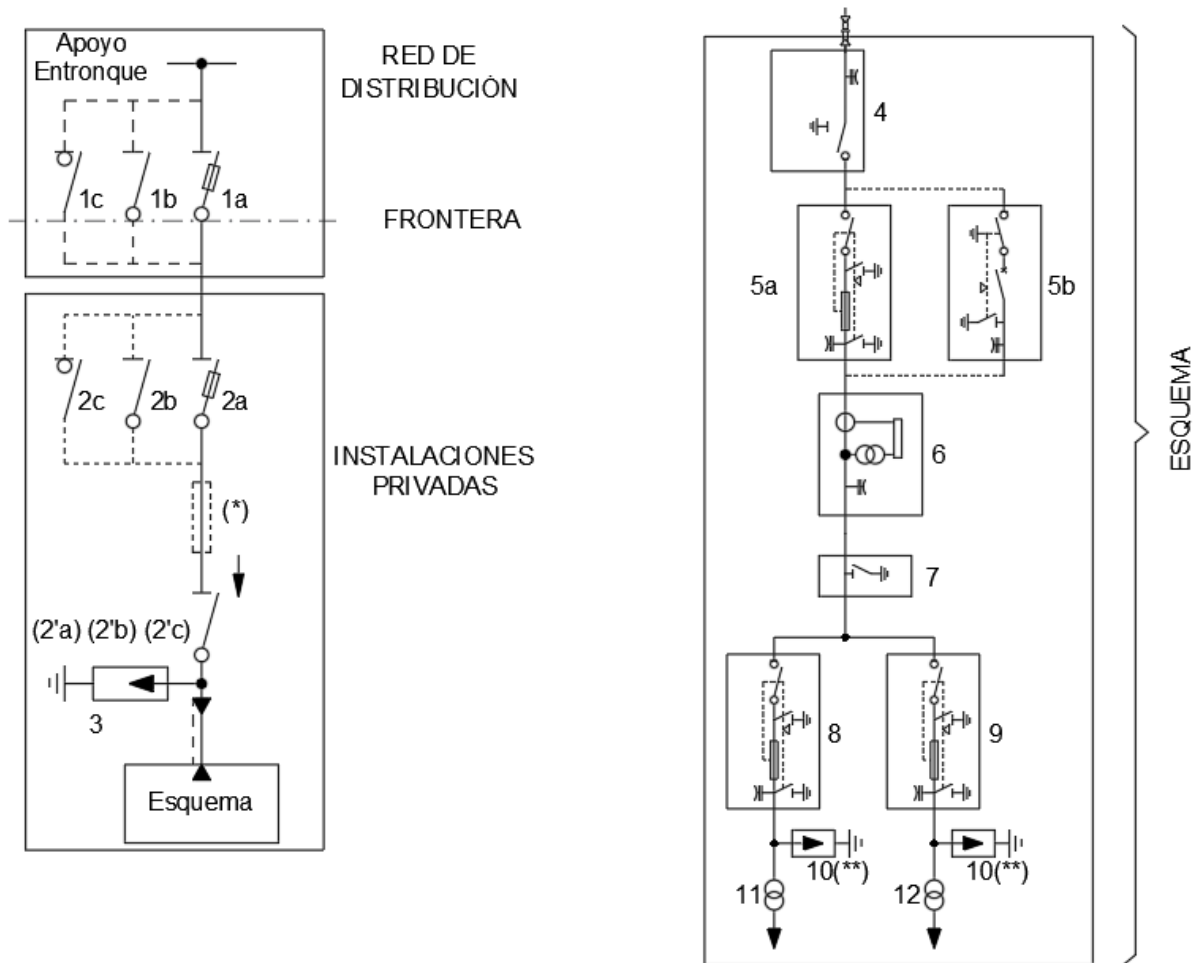 Apoyo
Entronque
RED DE
DISTRIBUCIÓN
1c
1b
1a
FRONTERA
2c
2b
2a
INSTALACIONES
PRIVADAS
(*)
(2'a) (2'b) (2'c)
3
Esquema
4
5a
5b
6
7
8
9
10(**)
10(**)
11
12
ESQUEMA